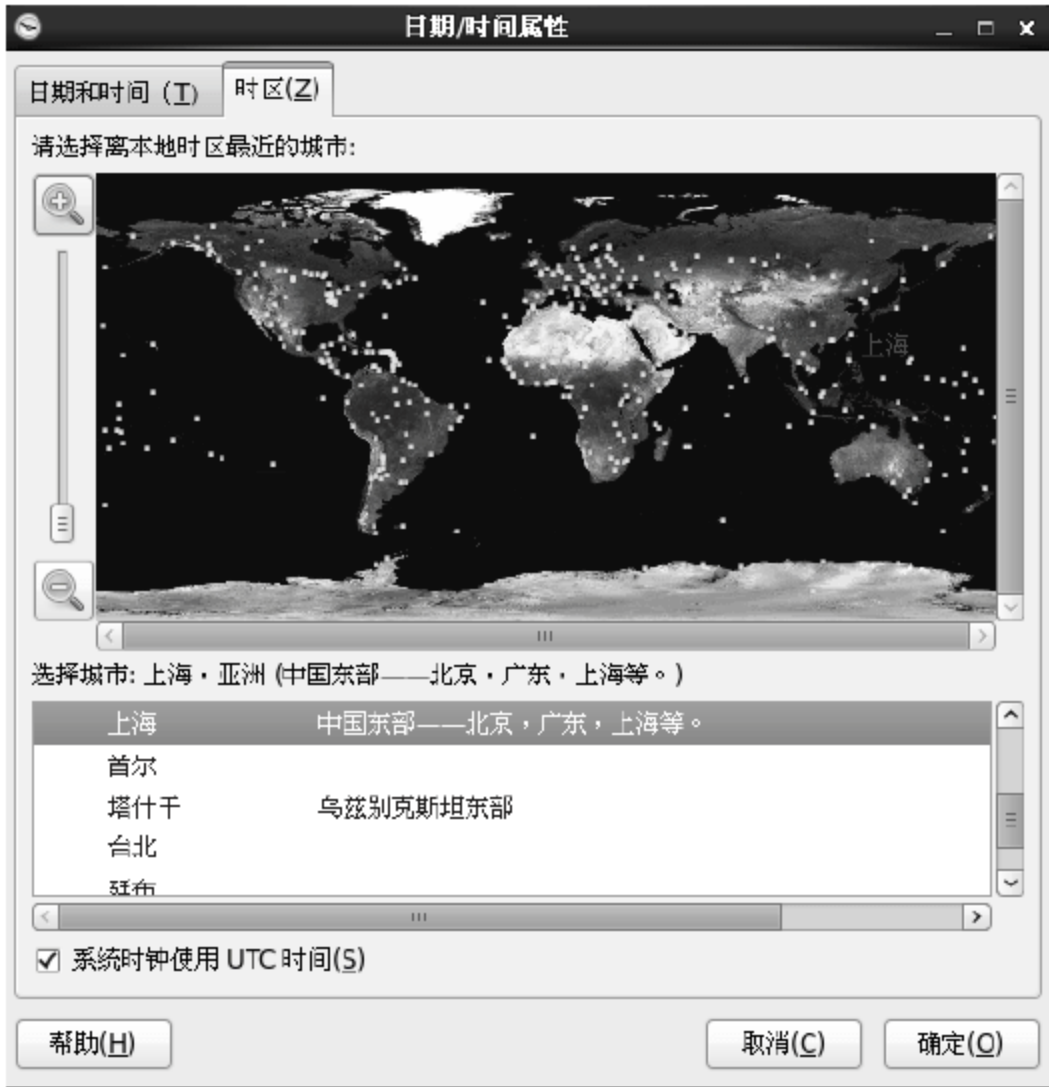 日期/时间属性
日期和时间（T） 时区(Z)
请选择离本地时区最近的城市:
上海
选择城市: 上海，亚洲 (中国东部——北京，广东，上海等。)
上海 中国东部——北京，广东，上海等。
首尔
塔什干 乌兹别克斯坦东部
台北
廷布
系统时钟使用 UTC 时间(S)
帮助(H) 取消(C) 确定(O)